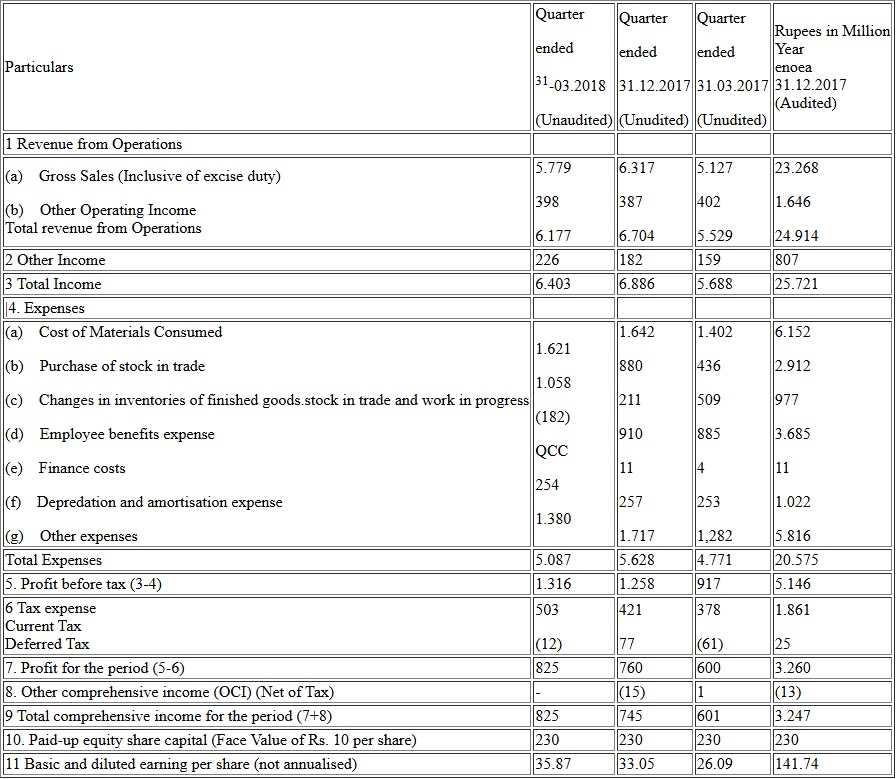 Particulars
Quarter
ended
31-03.2018
(Unaudited)
Quarter
ended
31.12.2017
(Unudited)
Quarter
ended
31.03.2017
(Unudited)
Rupees in Million
Year
enoea
31.12.2017
(Audited)
1 Revenue from Operations
(a) Gross Sales (Inclusive of excise duty) 5.779 6.317 5.127 23.268
(b) Other Operating Income 398 387 402 1.646
Total revenue from Operations 6.177 6.704 5.529 24.914
2 Other Income 226 182 159 807
3 Total Income 6.403 6.886 5.688 25.721
|4. Expenses
(a) Cost of Materials Consumed 1.642 1.402 6.152
1.621
(b) Purchase of stock in trade 880 436 2.912
1.058
(c) Changes in inventories of finished goods.stock in trade and work in progress 211 509 977
(182)
(d) Employee benefits expense 910 885 3.685
QCC
(e) Finance costs 11 4 11
254
(f) Depredation and amortisation expense 257 253 1.022
1.380
(g) Other expenses 1.717 1,282 5.816
Total Expenses 5.087 5.628 4.771 20.575
5. Profit before tax (3-4) 1.316 1.258 917 5.146
6 Tax expense 503 421 378 1.861
Current Tax
Deferred Tax (12) 77 (61) 25
7. Profit for the period (5-6) 825 760 600 3.260
8. Other comprehensive income (OCI) (Net of Tax) - (15) 1 (13)
9 Total comprehensive income for the period (7+8) 825 745 601 3.247
10. Paid-up equity share capital (Face Value of Rs. 10 per share) 230 230 230 230
11 Basic and diluted earning per share (not annualised) 35.87 33.05 26.09 141.74